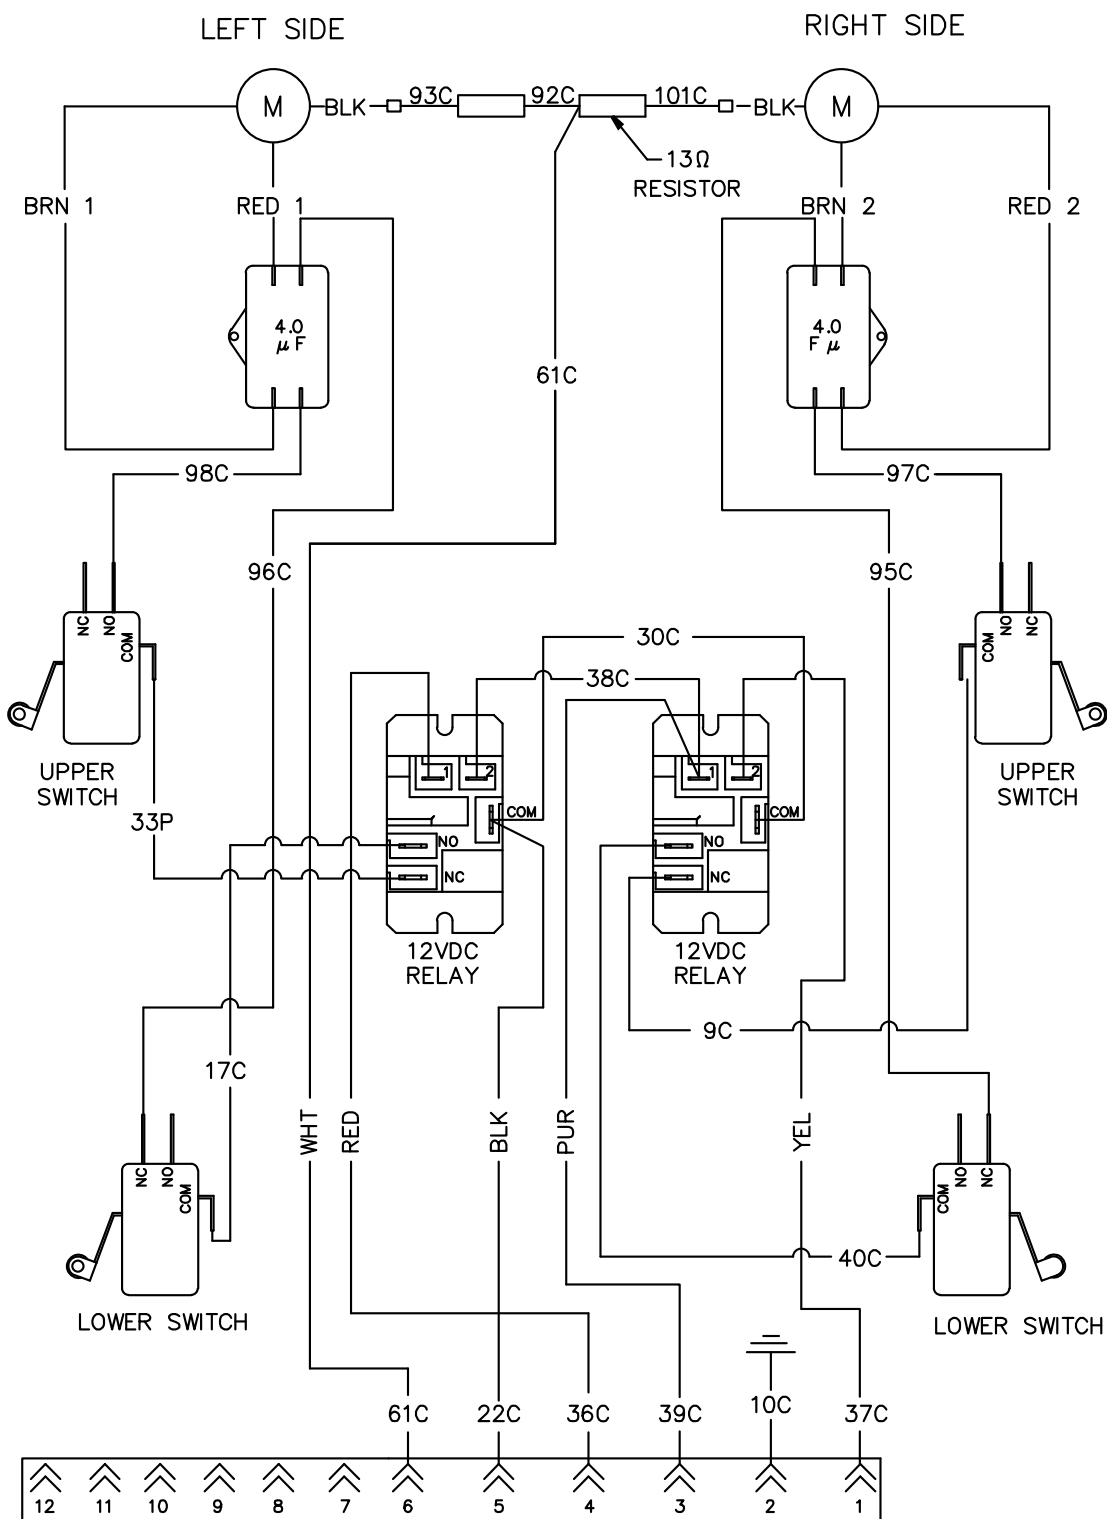 LEFT SIDE
RIGHT SIDE
M
BLK
93C
92C
101C
BLK
M
13Ω
RESISTOR
BRN 1
RED 1
BRN 2
RED 2
4.0
µ F
4.0
F µ
61C
98C
97C
96C
95C
NC
NO
COM
NO
NC
COM
30C
38C
UPPER
SWITCH
UPPER
SWITCH
1
2
COM
NO
NC
1
2
COM
NO
NC
33P
12VDC
RELAY
12VDC
RELAY
9C
17C
WHT
RED
BLK
PUR
YEL
NC
NO
COM
NO
NC
COM
40C
LOWER SWITCH
LOWER SWITCH
61C
22C
36C
39C
10C
37C
12
11
10
9
8
7
6
5
4
3
2
1